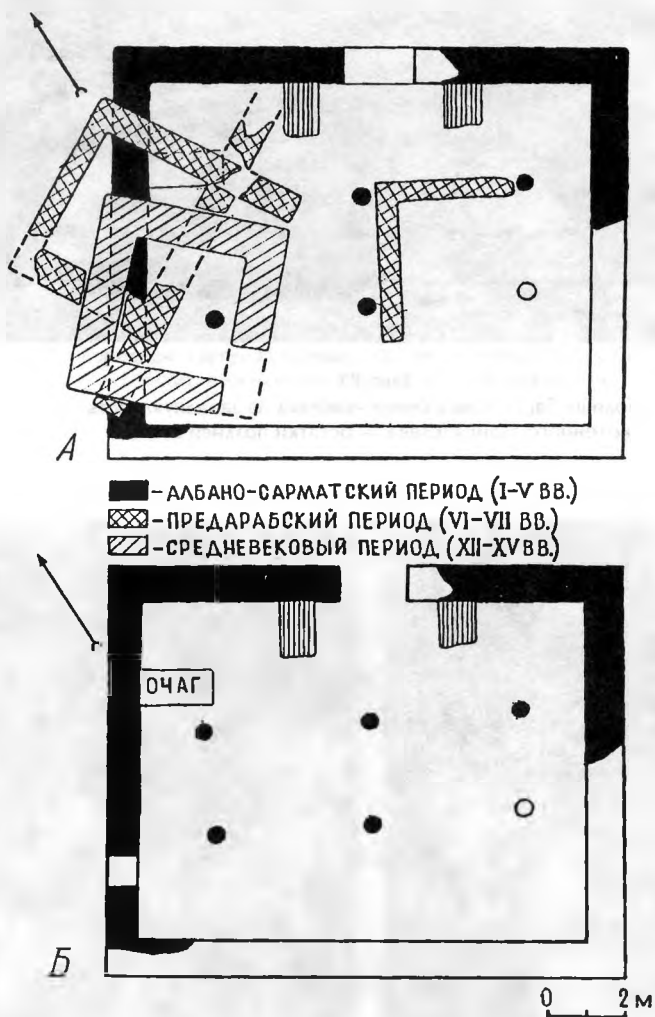 А
-АЛБАНО-САРМАТСКИЙ ПЕРИОД (I-V ВВ.)
-ПРЕДАРАБСКИЙ ПЕРИОД (VI-VII ВВ.)
-СРЕДНЕВЕКОВЫЙ ПЕРИОД (XII-XV ВВ.)
ОЧАГ
Б
0 2 м